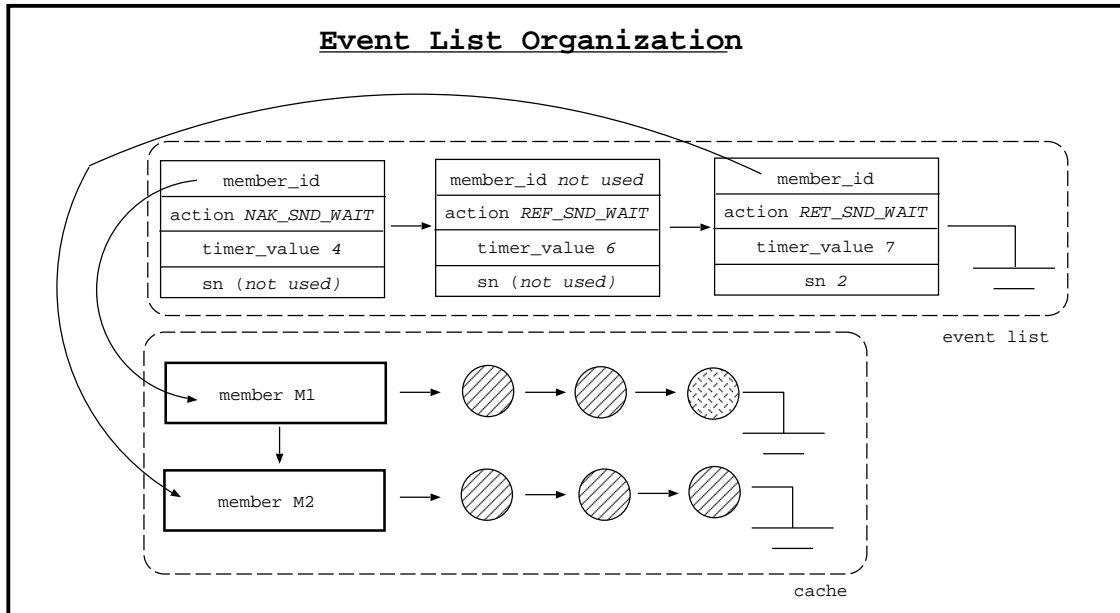 Event List Organization
member_id
action NAK_SND_WAIT
timer_value 4
sn (not used)
member_id not used
action REF_SND_WAIT
timer_value 6
sn (not used)
member_id
action RET_SND_WAIT
timer_value 7
sn 2
event list
member M1
member M2
cache